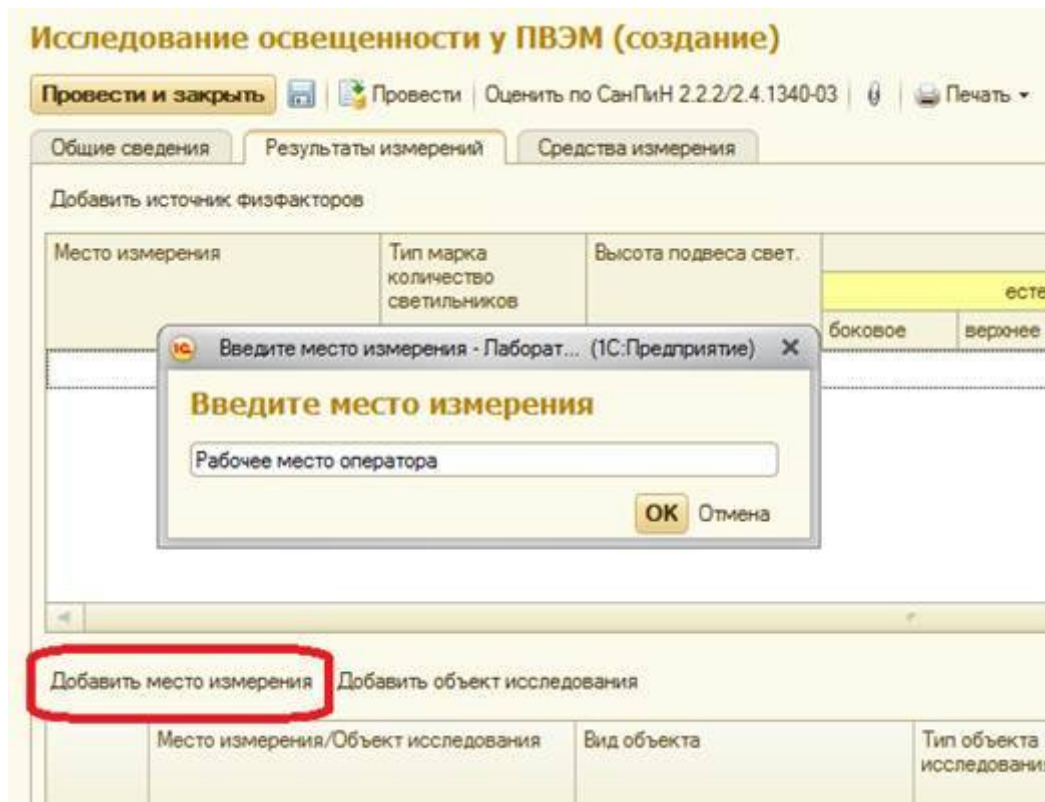 Исследование освещенности у ПВЭМ (создание)
Провести и закрыть Провести Оценить по СанПиН 2.2.2/2.4.1340-03 Печать
Общие сведения Результаты измерений Средства измерения
Добавить источник физфакторов
Место измерения Тип марка Высота подвеса свет.
количество есте
светильников
боковое верхнее
1С Введите место измерения - Лаборат... (1С:Предприятие)
Введите место измерения
Рабочее место оператора
ОК Отмена
Добавить место измерения Добавить объект исследования
Место измерения/Объект исследования Вид объекта Тип объекта
исследования